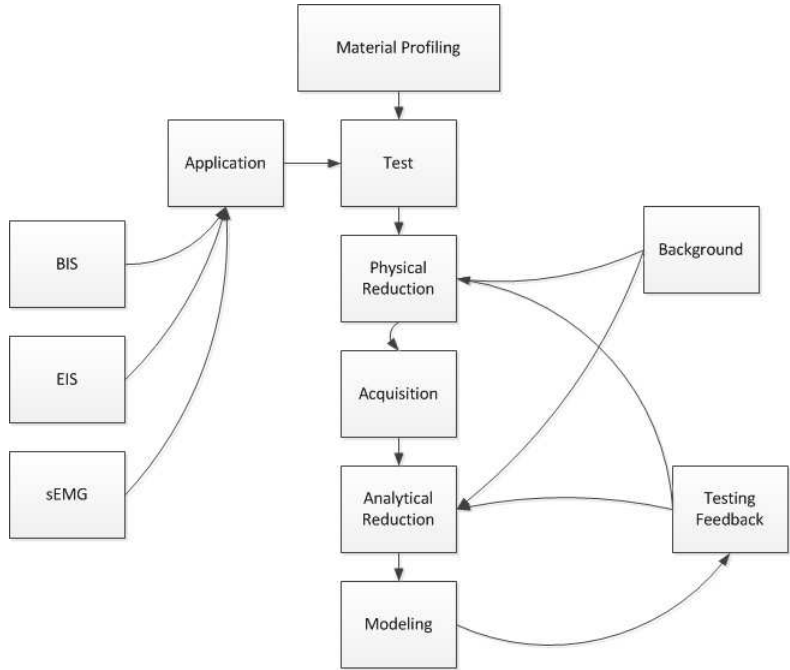 Material Profiling
Application
Test
BIS
Physical
Reduction
Background
EIS
Acquisition
sEMG
Analytical
Reduction
Testing
Feedback
Modeling